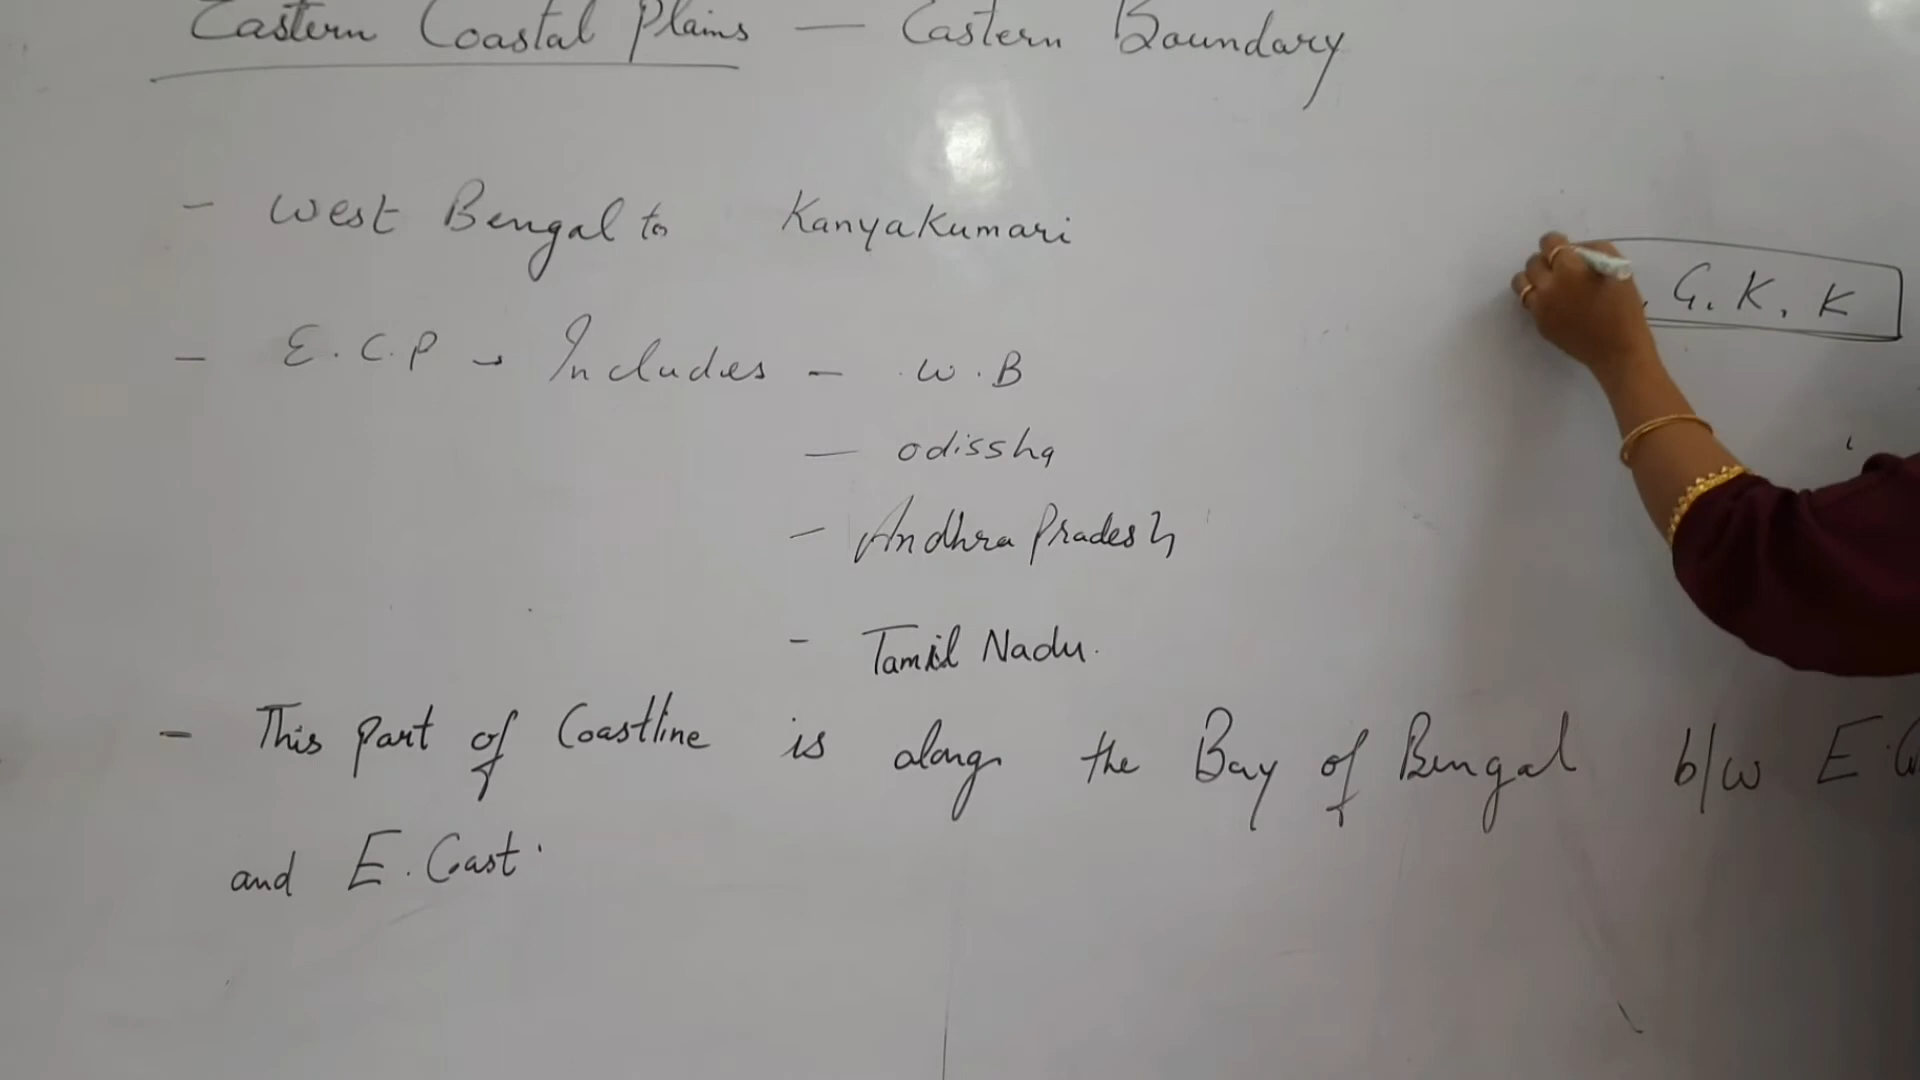 Eastern Coastal Plains — Eastern Boundary
- West Bengal to Kanyakumari
G. K. K
- E.C.P → Includes - W.B
— odissha
- Andhra Pradesh
- Tamil Nadu.
- This part of Coastline is along the Bay of Bengal b/w E.
and E. Coast.